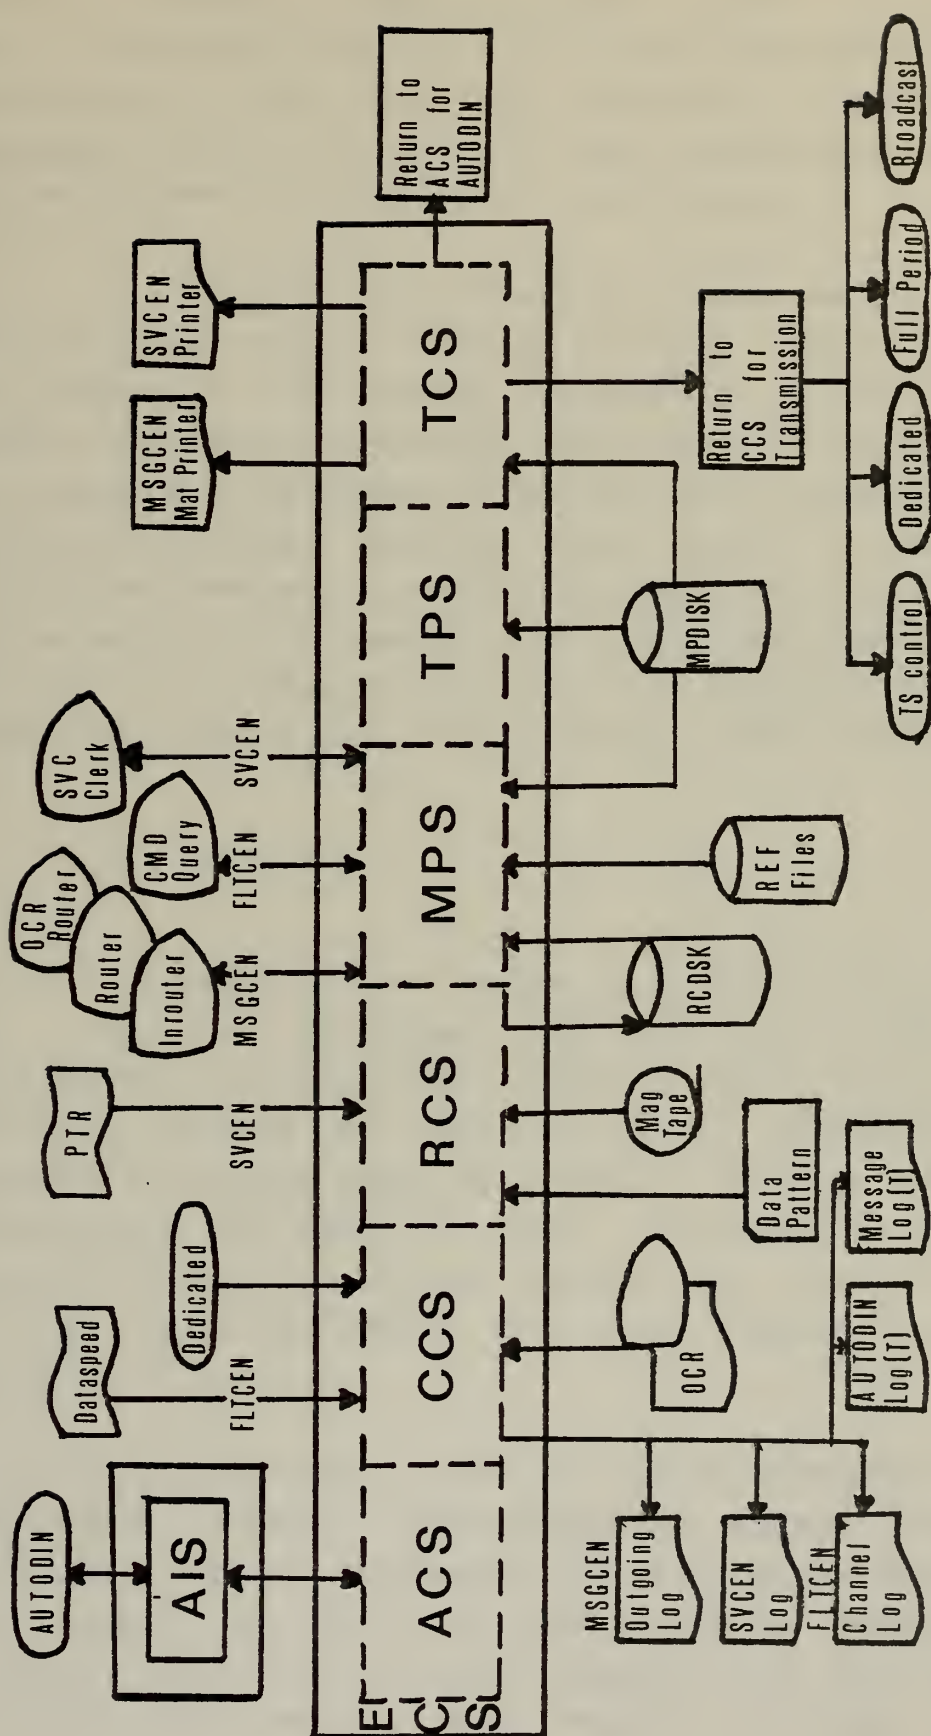 AUTODIN
AIS
Dataspeed
FLTCEN
Dedicated
PTR
SVCEN
OCR
Router
Router
Inrouter
MSGCEN
CMD
Query
FLTCEN
SVC
Clerk
SVCEN
MSGCEN
Mat Printer
SVCEN
Printer
Return to
ACS for
AUTODIN
ECS
ACS
CCS
RCS
MPS
TPS
TCS
MSGCEN
Outgoing
Log
SVCEN
Log
FLTCEN
Channel
Log
AUTODIN
Log(T)
Message
Log(T)
OCR
Data
Pattern
Mag
Tape
RCDSK
REF
Files
MPDISK
Return to
CCS for
Transmission
TS control
Dedicated
Full Period
Broadcast